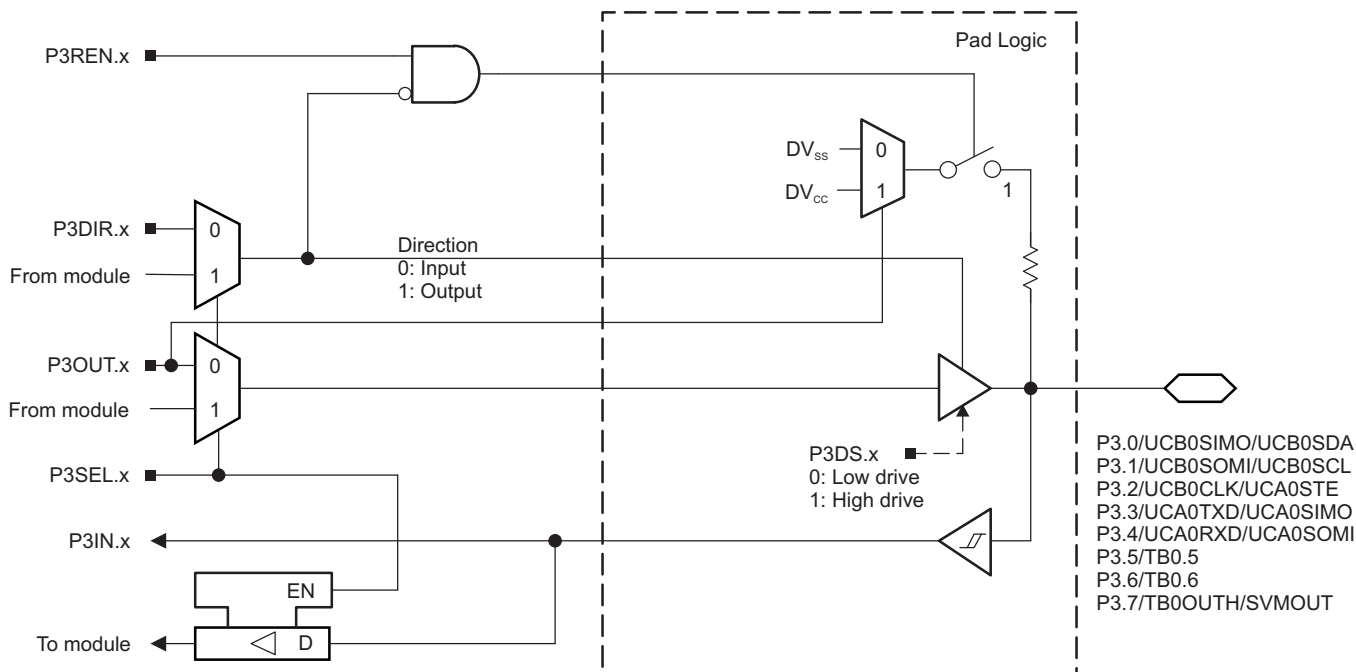 Pad Logic
P3REN.x
DVSS
0
DVCC
1
1
P3DIR.x
0
From module
1
Direction
0: Input
1: Output
P3OUT.x
0
From module
1
P3SEL.x
P3DS.x
0: Low drive
1: High drive
P3IN.x
EN
To module
D
P3.0/UCB0SIMO/UCB0SDA
P3.1/UCB0SOMI/UCB0SCL
P3.2/UCB0CLK/UCA0STE
P3.3/UCA0TXD/UCA0SIMO
P3.4/UCA0RXD/UCA0SOMI
P3.5/TB0.5
P3.6/TB0.6
P3.7/TB0OUTH/SVMOUT